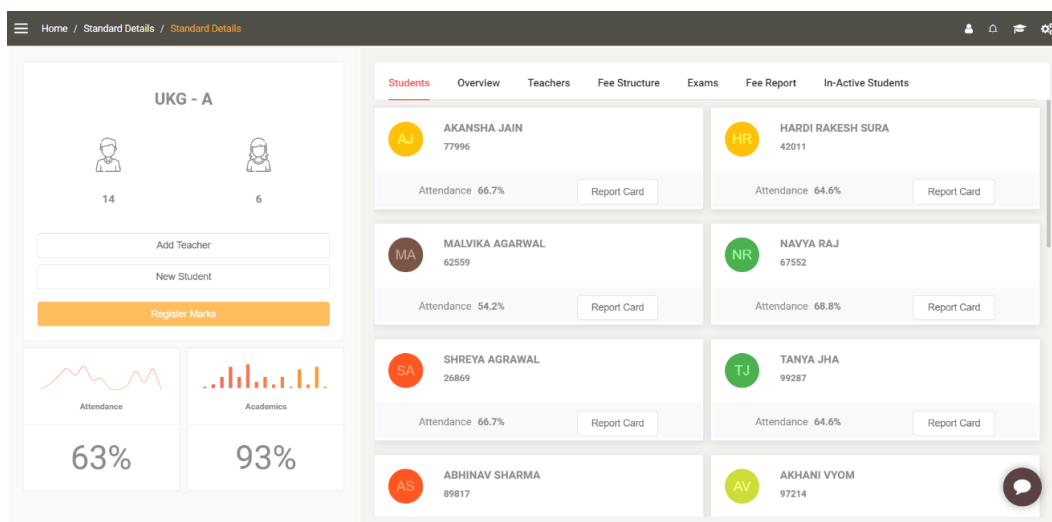 Home / Standard Details / Standard Details
UKG - A
14 6
Add Teacher
New Student
Register Marks
Attendance Academics
63% 93%
Students Overview Teachers Fee Structure Exams Fee Report In-Active Students
AJ AKANSHA JAIN
77996
Attendance 66.7% Report Card
HR HARDI RAKESH SURA
42011
Attendance 64.6% Report Card
MA MALVIKA AGARWAL
62559
Attendance 54.2% Report Card
NR NAVYA RAJ
67552
Attendance 68.8% Report Card
SA SHREYA AGRAWAL
26869
Attendance 66.7% Report Card
TJ TANYA JHA
99287
Attendance 64.6% Report Card
AS ABHINAV SHARMA
89817
AV AKHANI VYOM
97214